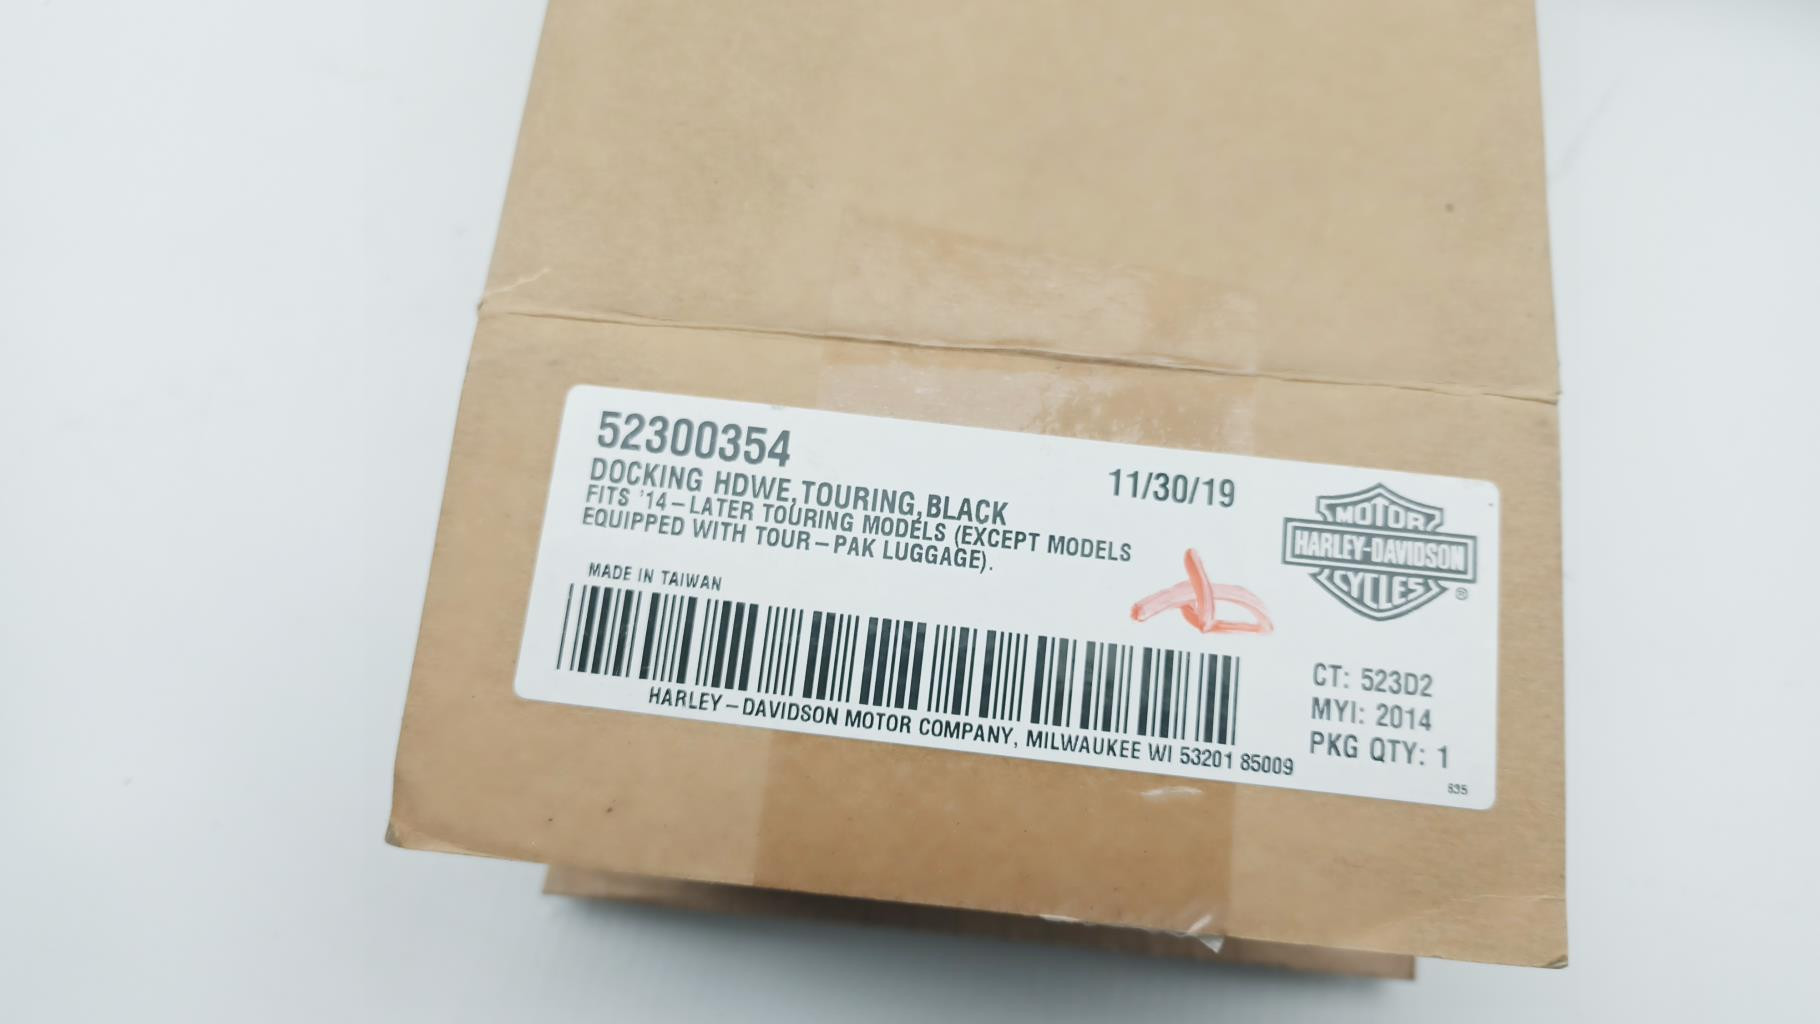 52300354
DOCKING HDWE,TOURING,BLACK
FITS '14-LATER TOURING MODELS (EXCEPT MODELS
EQUIPPED WITH TOUR-PAK LUGGAGE).
11/30/19
MADE IN TAIWAN
HARLEY-DAVIDSON MOTOR COMPANY, MILWAUKEE WI 53201 85009
MOTOR
HARLEY-DAVIDSON
CYCLES®
CT: 523D2
MYI: 2014
PKG QTY: 1
835